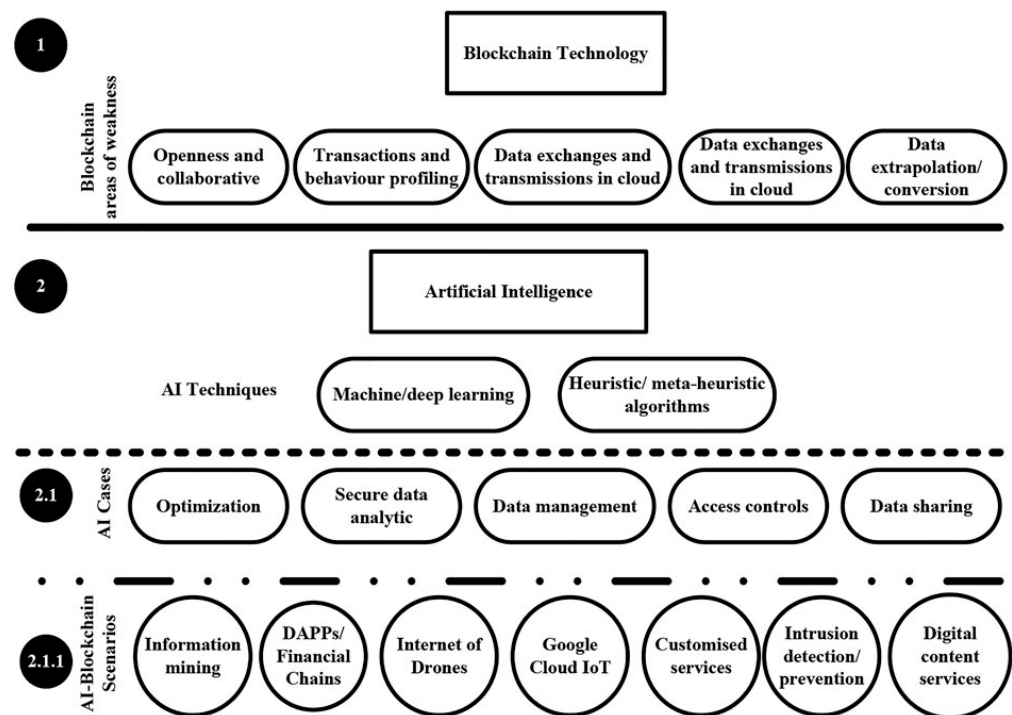 1
Blockchain Technology
Blockchain
areas of weakness
Openness and
collaborative
Transactions and
behaviour profiling
Data exchanges and
transmissions in cloud
Data exchanges
and transmissions
in cloud
Data
extrapolation/
conversion
2
Artificial Intelligence
AI Techniques
Machine/deep learning
Heuristic/ meta-heuristic
algorithms
2.1
AI Cases
Optimization
Secure data
analytic
Data management
Access controls
Data sharing
2.1.1
AI-Blockchain
Scenarios
Information
mining
DAPPs/
Financial
Chains
Internet of
Drones
Google
Cloud IoT
Customised
services
Intrusion
detection/
prevention
Digital
content
services